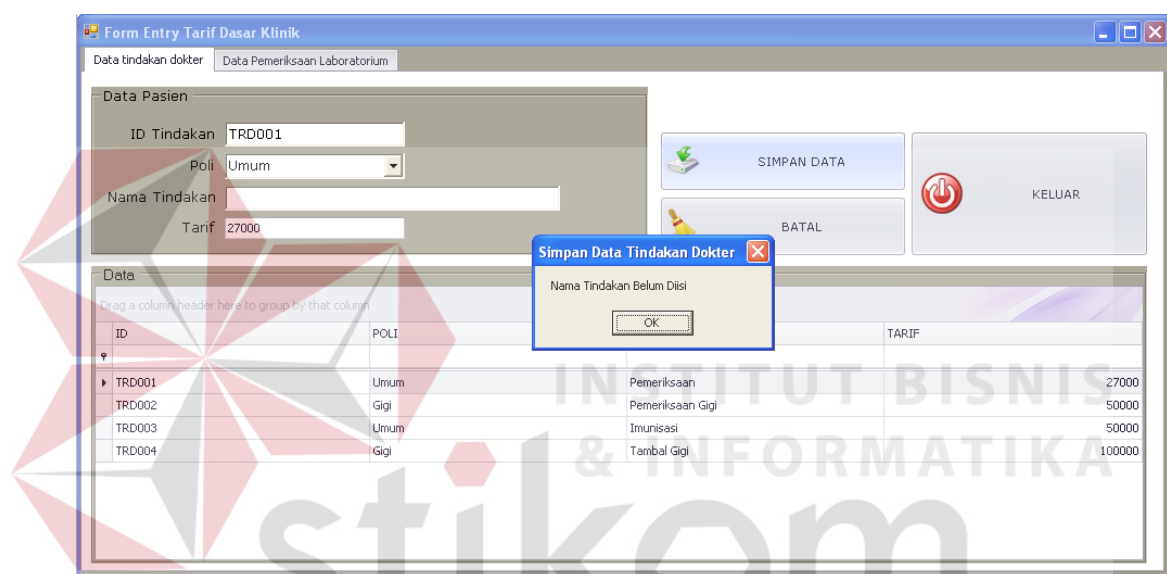 Form Entry Tarif Dasar Klinik
Data tindakan dokter Data Pemeriksaan Laboratorium
Data Pasien
ID Tindakan TRD001
Poli Umum
Nama Tindakan
Tarif 27000
SIMPAN DATA
BATAL
KELUAR
Simpan Data Tindakan Dokter
Nama Tindakan Belum Diisi
OK
Data
Drag a column header here to group by that column
ID POLI TARIF
TRD001 Umum Pemeriksaan 27000
TRD002 Gigi Pemeriksaan Gigi 50000
TRD003 Umum Imunisasi 50000
TRD004 Gigi Tambal Gigi 100000
INSTITUT BISNIS
& INFORMATIKA
stikom